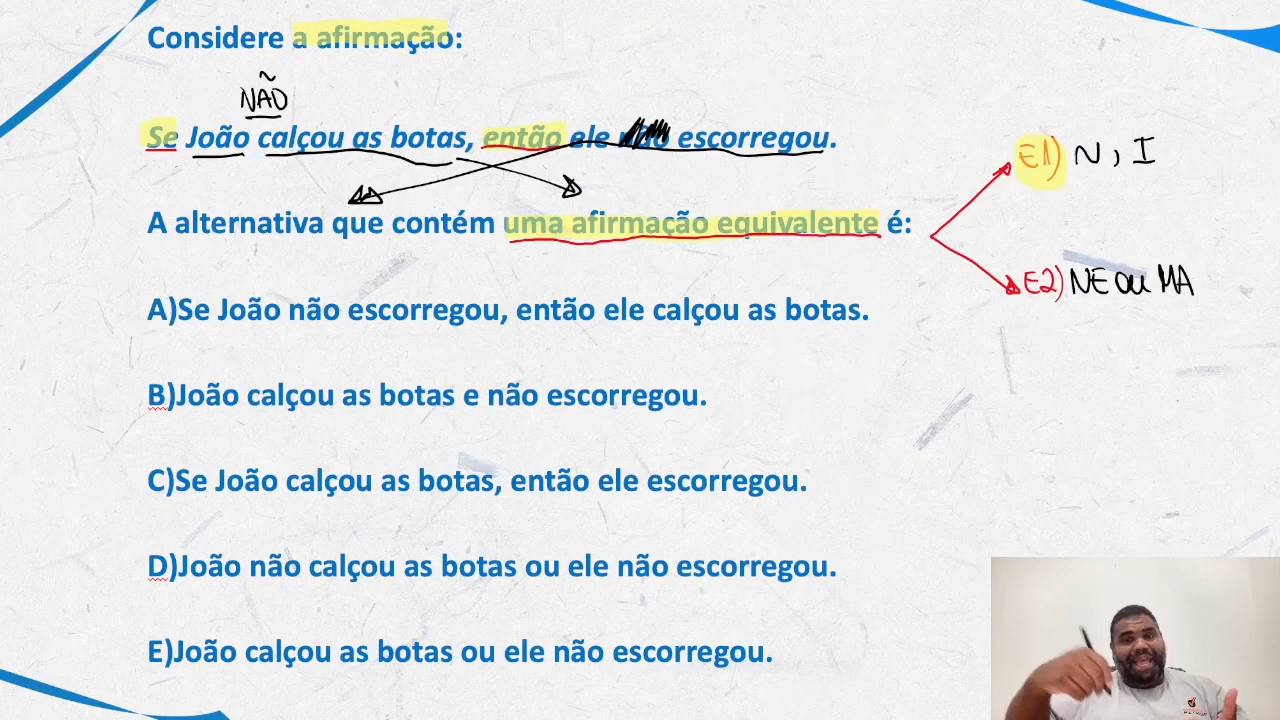 Considere a afirmação:
NÃO
Se João calçou as botas, então ele não escorregou.
E1) N, I
A alternativa que contém uma afirmação equivalente é:
E2) NE OU MA
A)Se João não escorregou, então ele calçou as botas.
B)João calçou as botas e não escorregou.
C)Se João calçou as botas, então ele escorregou.
D)João não calçou as botas ou ele não escorregou.
E)João calçou as botas ou ele não escorregou.